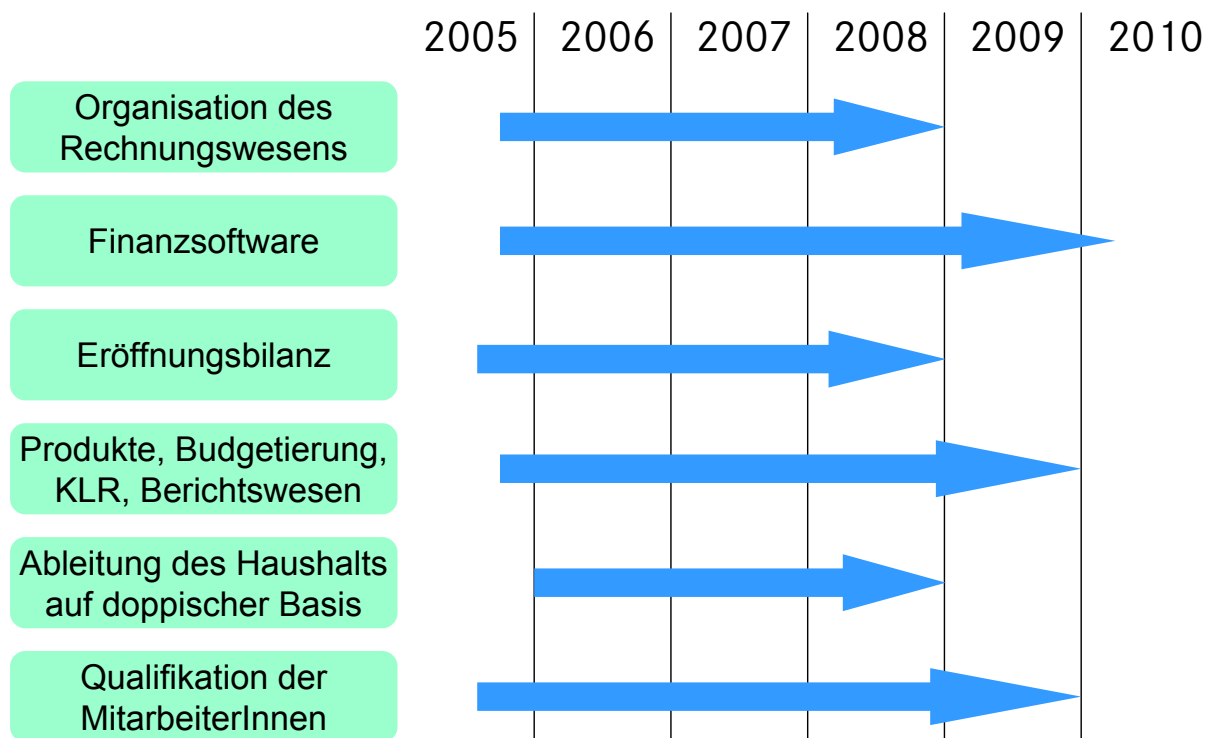 2005 2006 2007 2008 2009 2010
Organisation des
Rechnungswesens
Finanzsoftware
Eröffnungsbilanz
Produkte, Budgetierung,
KLR, Berichtswesen
Ableitung des Haushalts
auf doppischer Basis
Qualifikation der
MitarbeiterInnen